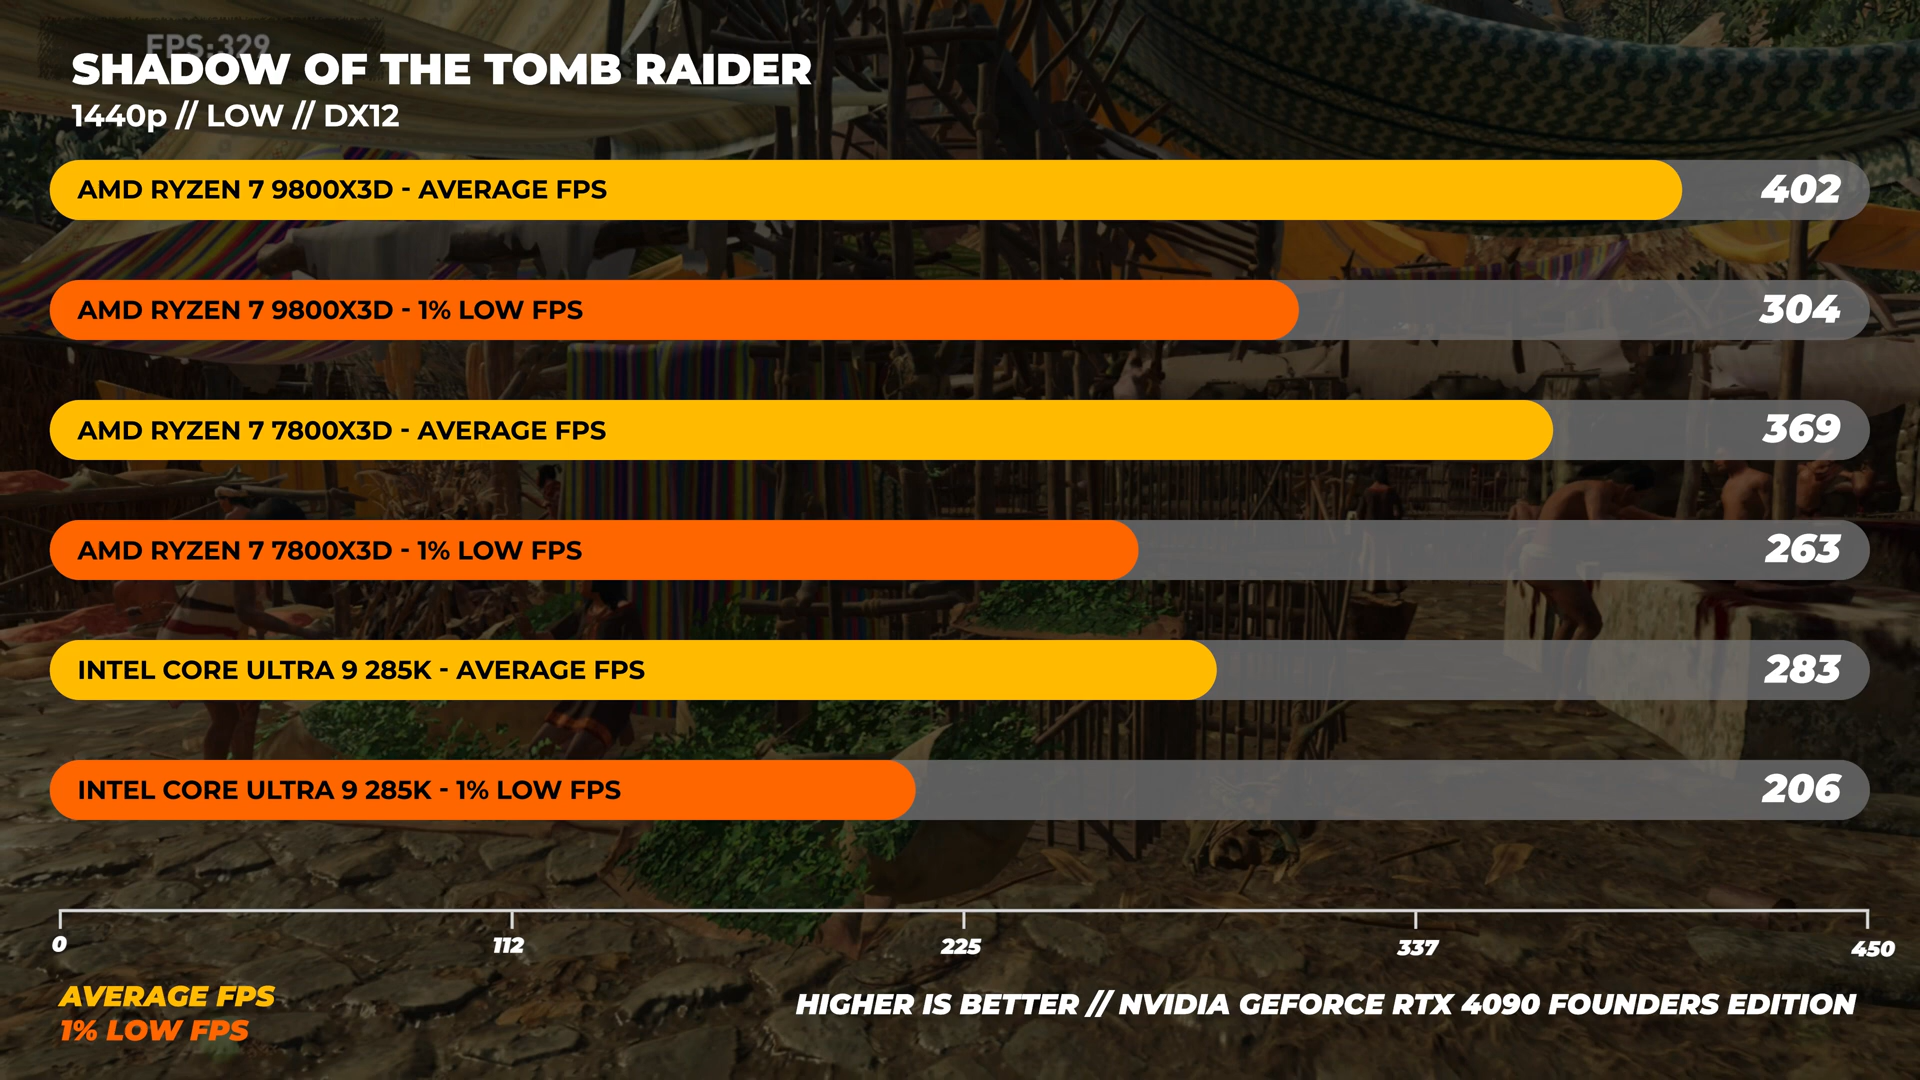 FPS:329
SHADOW OF THE TOMB RAIDER
1440p // LOW // DX12
AMD RYZEN 7 9800X3D - AVERAGE FPS 402
AMD RYZEN 7 9800X3D - 1% LOW FPS 304
AMD RYZEN 7 7800X3D - AVERAGE FPS 369
AMD RYZEN 7 7800X3D - 1% LOW FPS 263
INTEL CORE ULTRA 9 285K - AVERAGE FPS 283
INTEL CORE ULTRA 9 285K - 1% LOW FPS 206
0 112 225 337 450
AVERAGE FPS
1% LOW FPS
HIGHER IS BETTER // NVIDIA GEFORCE RTX 4090 FOUNDERS EDITION